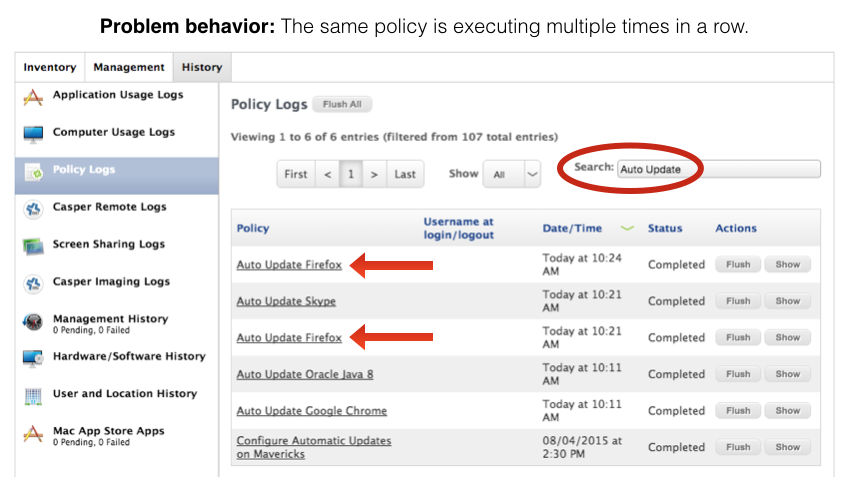 Problem behavior: The same policy is executing multiple times in a row.
Inventory Management History
Application Usage Logs
Computer Usage Logs
Policy Logs
Casper Remote Logs
Screen Sharing Logs
Casper Imaging Logs
Management History
0 Pending, 0 Failed
Hardware/Software History
User and Location History
Mac App Store Apps
0 Pending, 0 Failed
Policy Logs Flush All
Viewing 1 to 6 of 6 entries (filtered from 107 total entries)
First < 1 > Last Show All Search: Auto Update
Policy Username at login/logout Date/Time Status Actions
Auto Update Firefox Today at 10:24 AM Completed Flush Show
Auto Update Skype Today at 10:21 AM Completed Flush Show
Auto Update Firefox Today at 10:21 AM Completed Flush Show
Auto Update Oracle Java 8 Today at 10:11 AM Completed Flush Show
Auto Update Google Chrome Today at 10:11 AM Completed Flush Show
Configure Automatic Updates on Mavericks 08/04/2015 at 2:30 PM Completed Flush Show